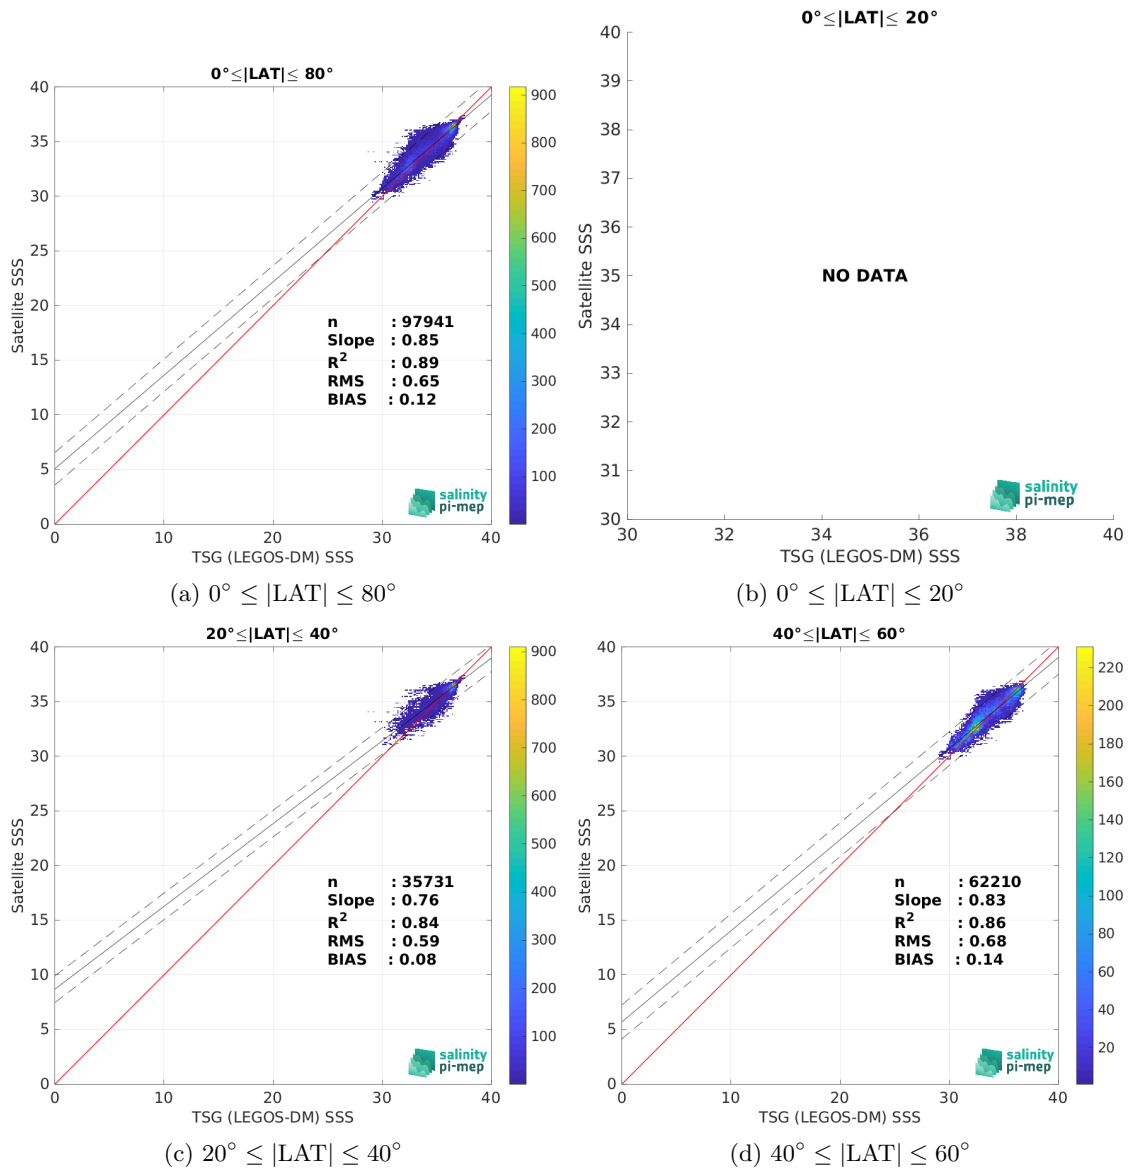 0°≤|LAT|≤ 80°
40
35
30
25
20
15
10
5
0
0
10
20
30
40
900
800
700
600
500
400
300
200
100
Satellite SSS
TSG (LEGOS-DM) SSS
n : 97941
Slope : 0.85
R² : 0.89
RMS : 0.65
BIAS : 0.12
salinity
pi-mep
(a) 0° ≤ |LAT| ≤ 80°
0°≤|LAT|≤ 20°
40
39
38
37
36
35
34
33
32
31
30
30
32
34
36
38
40
Satellite SSS
TSG (LEGOS-DM) SSS
NO DATA
salinity
pi-mep
(b) 0° ≤ |LAT| ≤ 20°
20°≤|LAT|≤ 40°
40
35
30
25
20
15
10
5
0
0
10
20
30
40
900
800
700
600
500
400
300
200
100
Satellite SSS
TSG (LEGOS-DM) SSS
n : 35731
Slope : 0.76
R² : 0.84
RMS : 0.59
BIAS : 0.08
salinity
pi-mep
(c) 20° ≤ |LAT| ≤ 40°
40°≤|LAT|≤ 60°
40
35
30
25
20
15
10
5
0
0
10
20
30
40
220
200
180
160
140
120
100
80
60
40
20
Satellite SSS
TSG (LEGOS-DM) SSS
n : 62210
Slope : 0.83
R² : 0.86
RMS : 0.68
BIAS : 0.14
salinity
pi-mep
(d) 40° ≤ |LAT| ≤ 60°